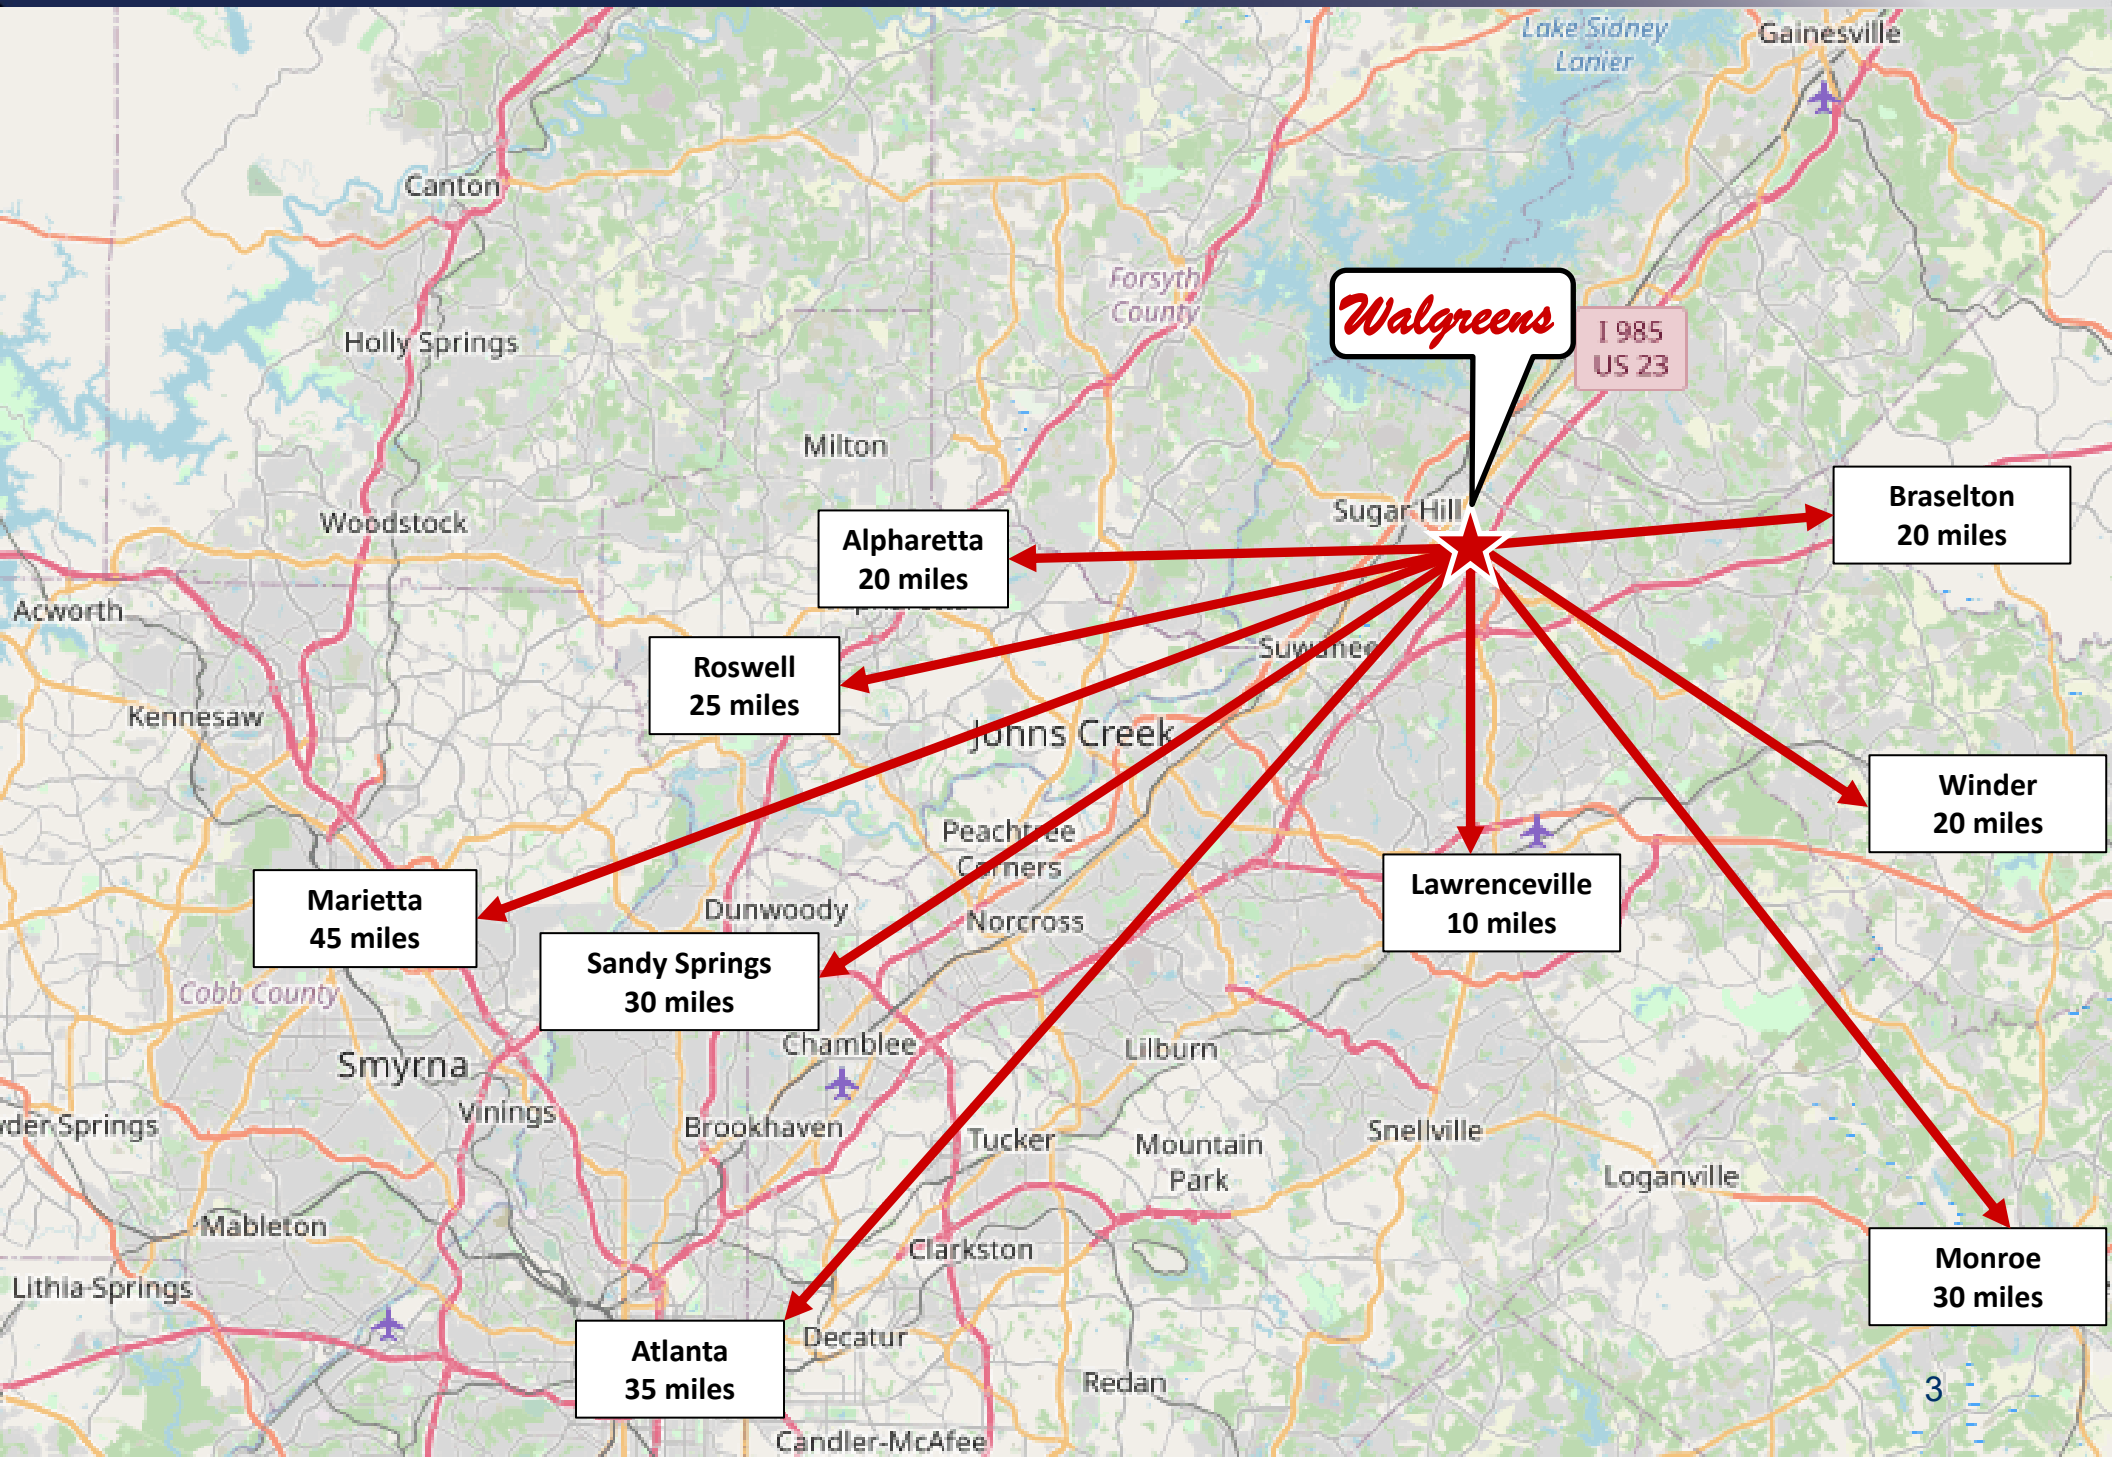 Lake Sidney
Lanier
Gainesville
Canton
Forsyth
County
Walgreens
I 985
US 23
Holly Springs
Milton
Woodstock
Sugar Hill
Braselton
20 miles
Alpharetta
20 miles
Acworth
Suwanee
Roswell
25 miles
Kennesaw
Johns Creek
Winder
20 miles
Peachtree
Corners
Lawrenceville
10 miles
Marietta
45 miles
Dunwoody
Norcross
Sandy Springs
30 miles
Cobb County
Smyrna
Chamblee
Lilburn
Vinings
der Springs
Brookhaven
Tucker
Mountain
Park
Snellville
Loganville
Mableton
Clarkston
Monroe
30 miles
Lithia Springs
Atlanta
35 miles
Decatur
Redan
3
Candler-McAfee